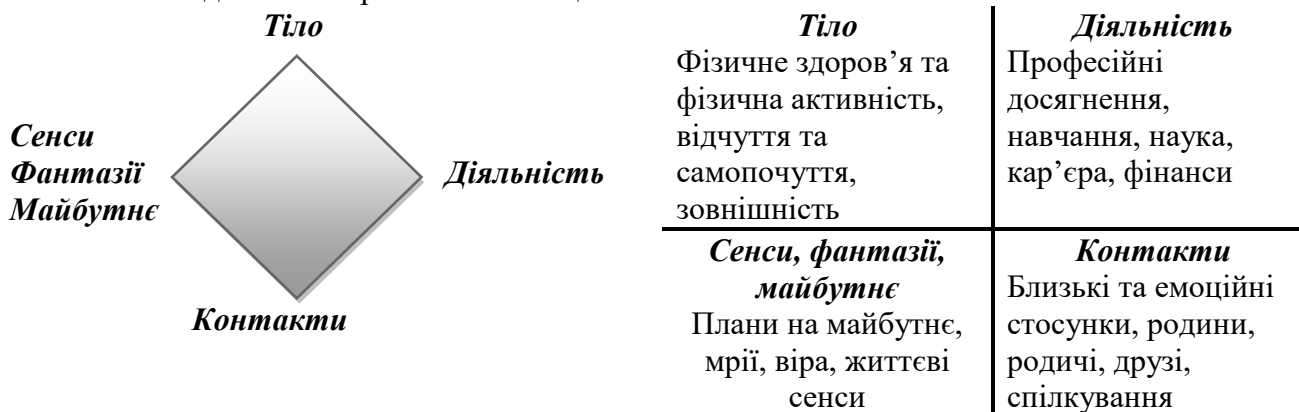 Тіло
Сенси
Фантазії
Майбутнє
Діяльність
Контакти
Тіло
Фізичне здоров’я та
фізична активність,
відчуття та
самопочуття,
зовнішність
Діяльність
Професійні
досягнення,
навчання, наука,
кар’єра, фінанси
Сенси, фантазії,
майбутнє
Плани на майбутнє,
мрії, віра, життєві
сенси
Контакти
Близькі та емоційні
стосунки, родини,
родичі, друзі,
спілкування